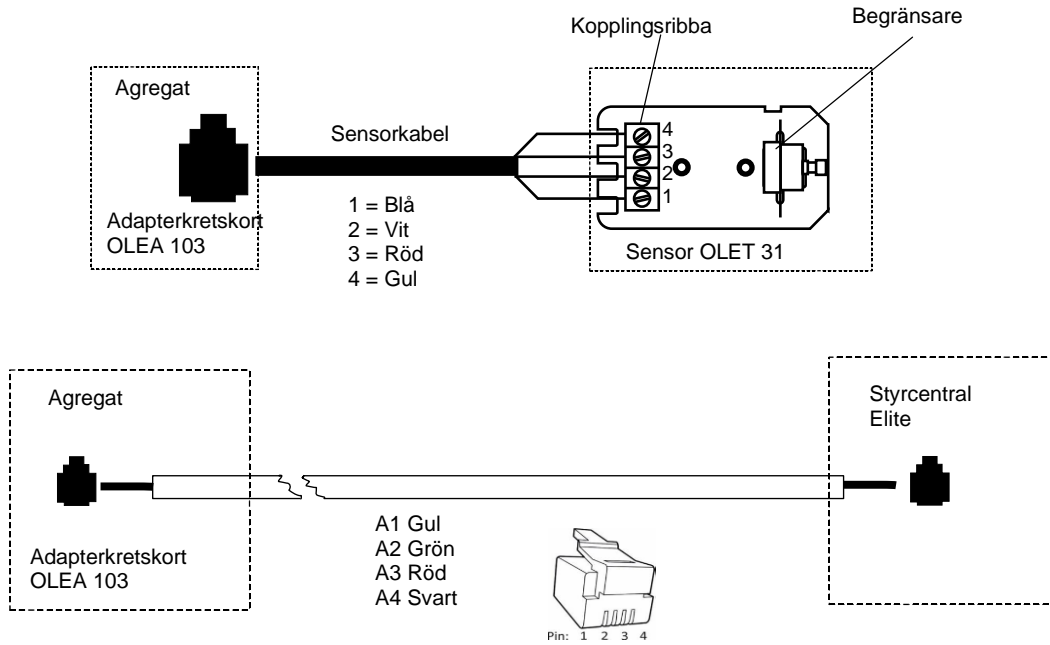 Kopplingsribba
Begränsare
Agregat
Sensorkabel
4
3
2
1
Adapterkretskort
OLEA 103
1 = Blå
2 = Vit
3 = Röd
4 = Gul
Sensor OLET 31
Agregat
Styrcentral
Elite
Adapterkretskort
OLEA 103
A1 Gul
A2 Grön
A3 Röd
A4 Svart
Pin: 1 2 3 4